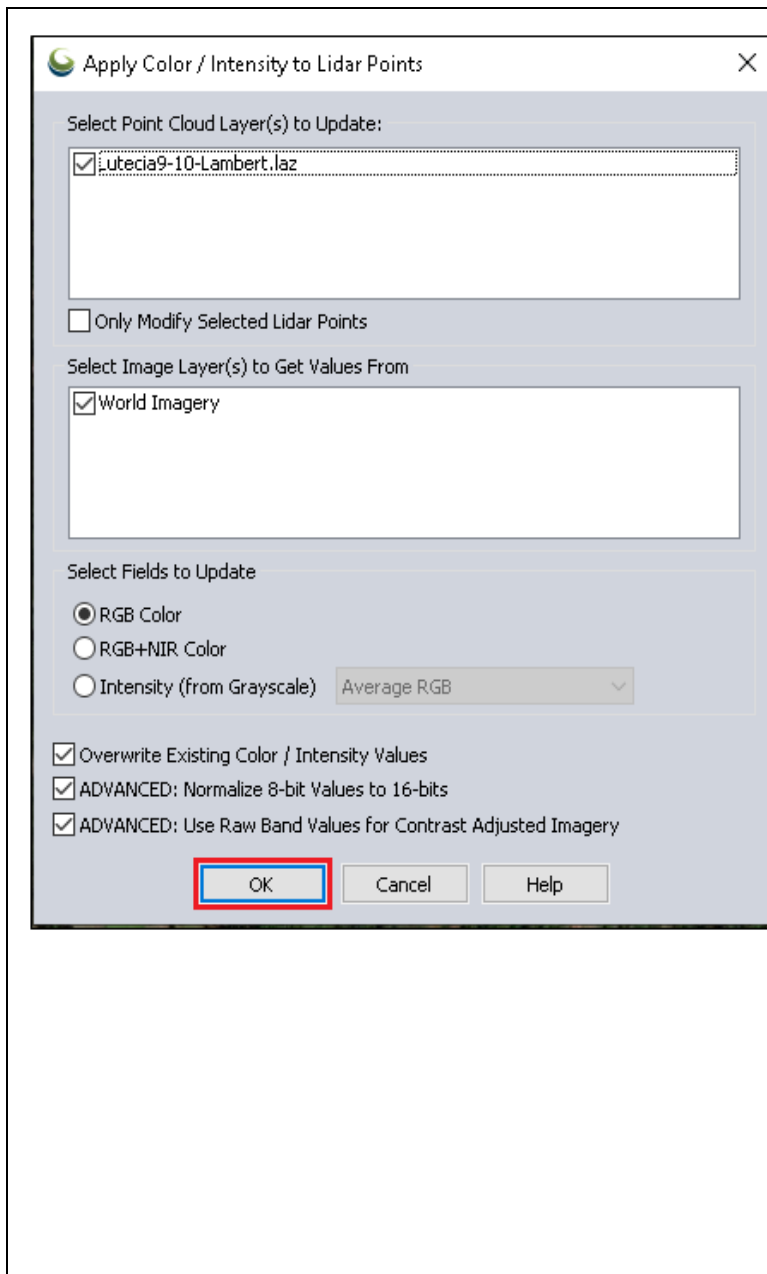 Apply Color / Intensity to Lidar Points
Select Point Cloud Layer(s) to Update:
Lutecia9-10-Lambert.laz
Only Modify Selected Lidar Points
Select Image Layer(s) to Get Values From
World Imagery
Select Fields to Update
RGB Color
RGB+NIR Color
Intensity (from Grayscale) Average RGB
Overwrite Existing Color / Intensity Values
ADVANCED: Normalize 8-bit Values to 16-bits
ADVANCED: Use Raw Band Values for Contrast Adjusted Imagery
OK Cancel Help